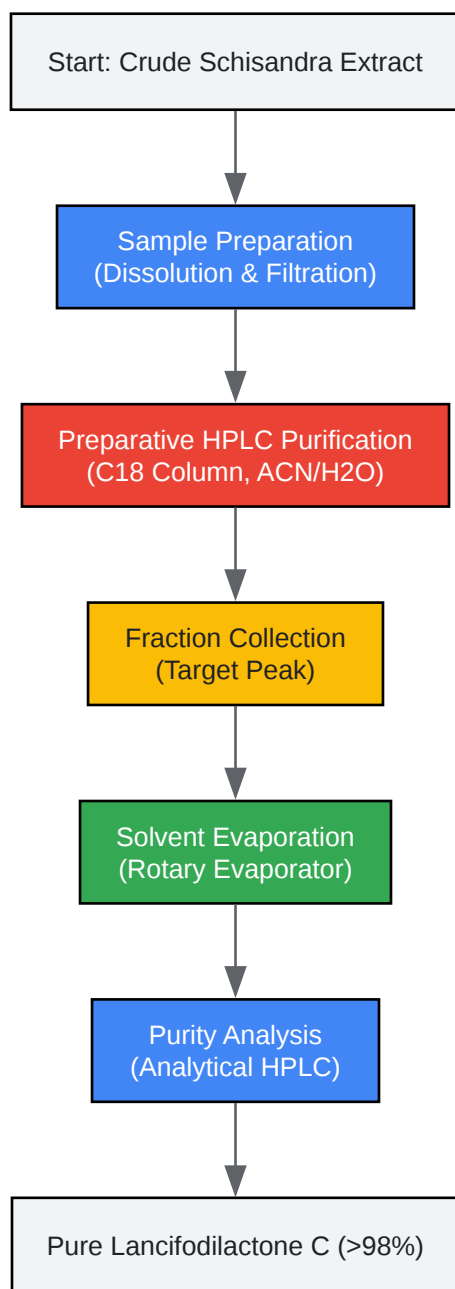 Start: Crude Schisandra Extract
Sample Preparation
(Dissolution & Filtration)
Preparative HPLC Purification
(C18 Column, ACN/H2O)
Fraction Collection
(Target Peak)
Solvent Evaporation
(Rotary Evaporator)
Purity Analysis
(Analytical HPLC)
Pure Lancifodilactone C (>98%)